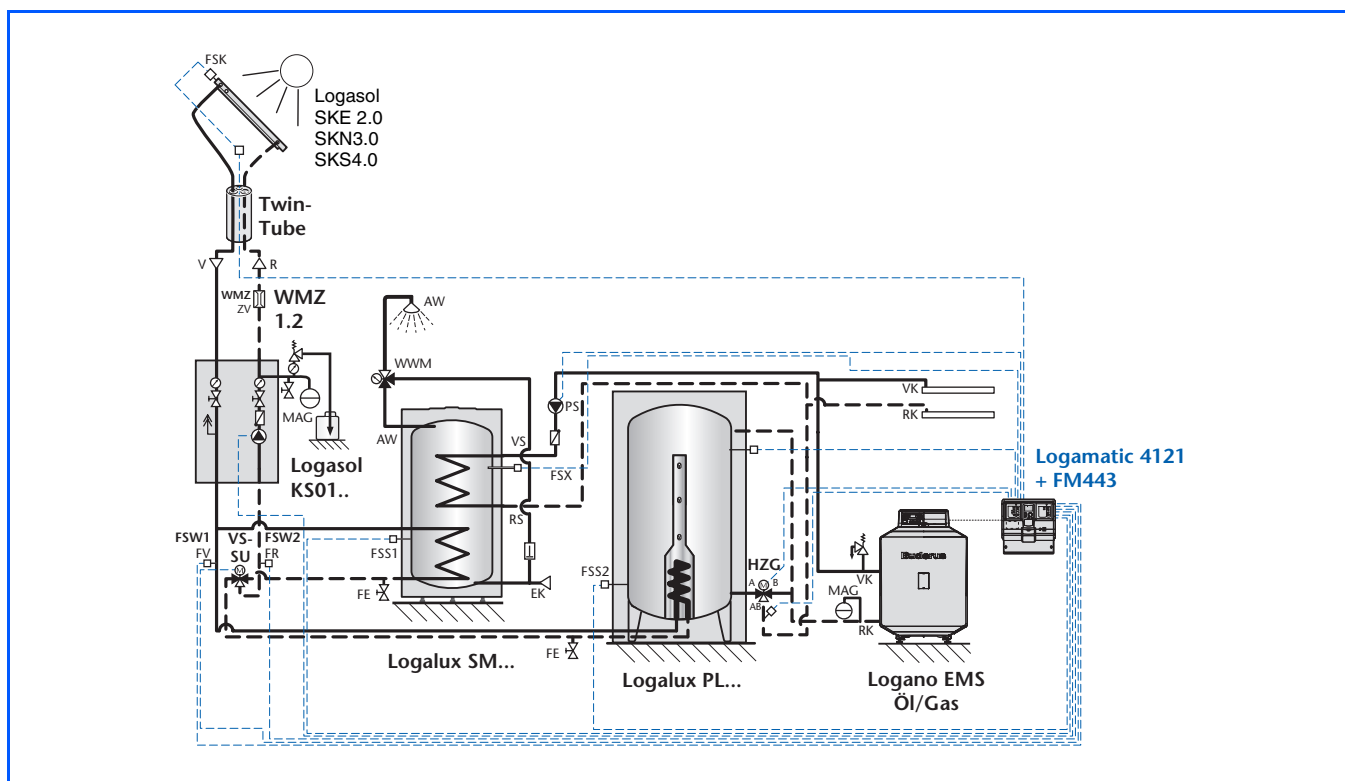 FSK
Logasol
SKE 2.0
SKN3.0
SKS4.0
Twin-
Tube
V
R
WMZ
ZV
WMZ
1.2
AW
WWM
MAG
Logasol
KS01..
AW
VS
PS
FSX
RS
VK
RK
Logamatic 4121
+ FM443
FSW1
FV
VS-
SU
M
FSW2
FR
FSS1
FE
EK
FSS2
HZG
A
M
B
AB
MAG
VK
RK
Buderus
FE
Logalux SM...
Logalux PL...
Logano EMS
Öl/Gas